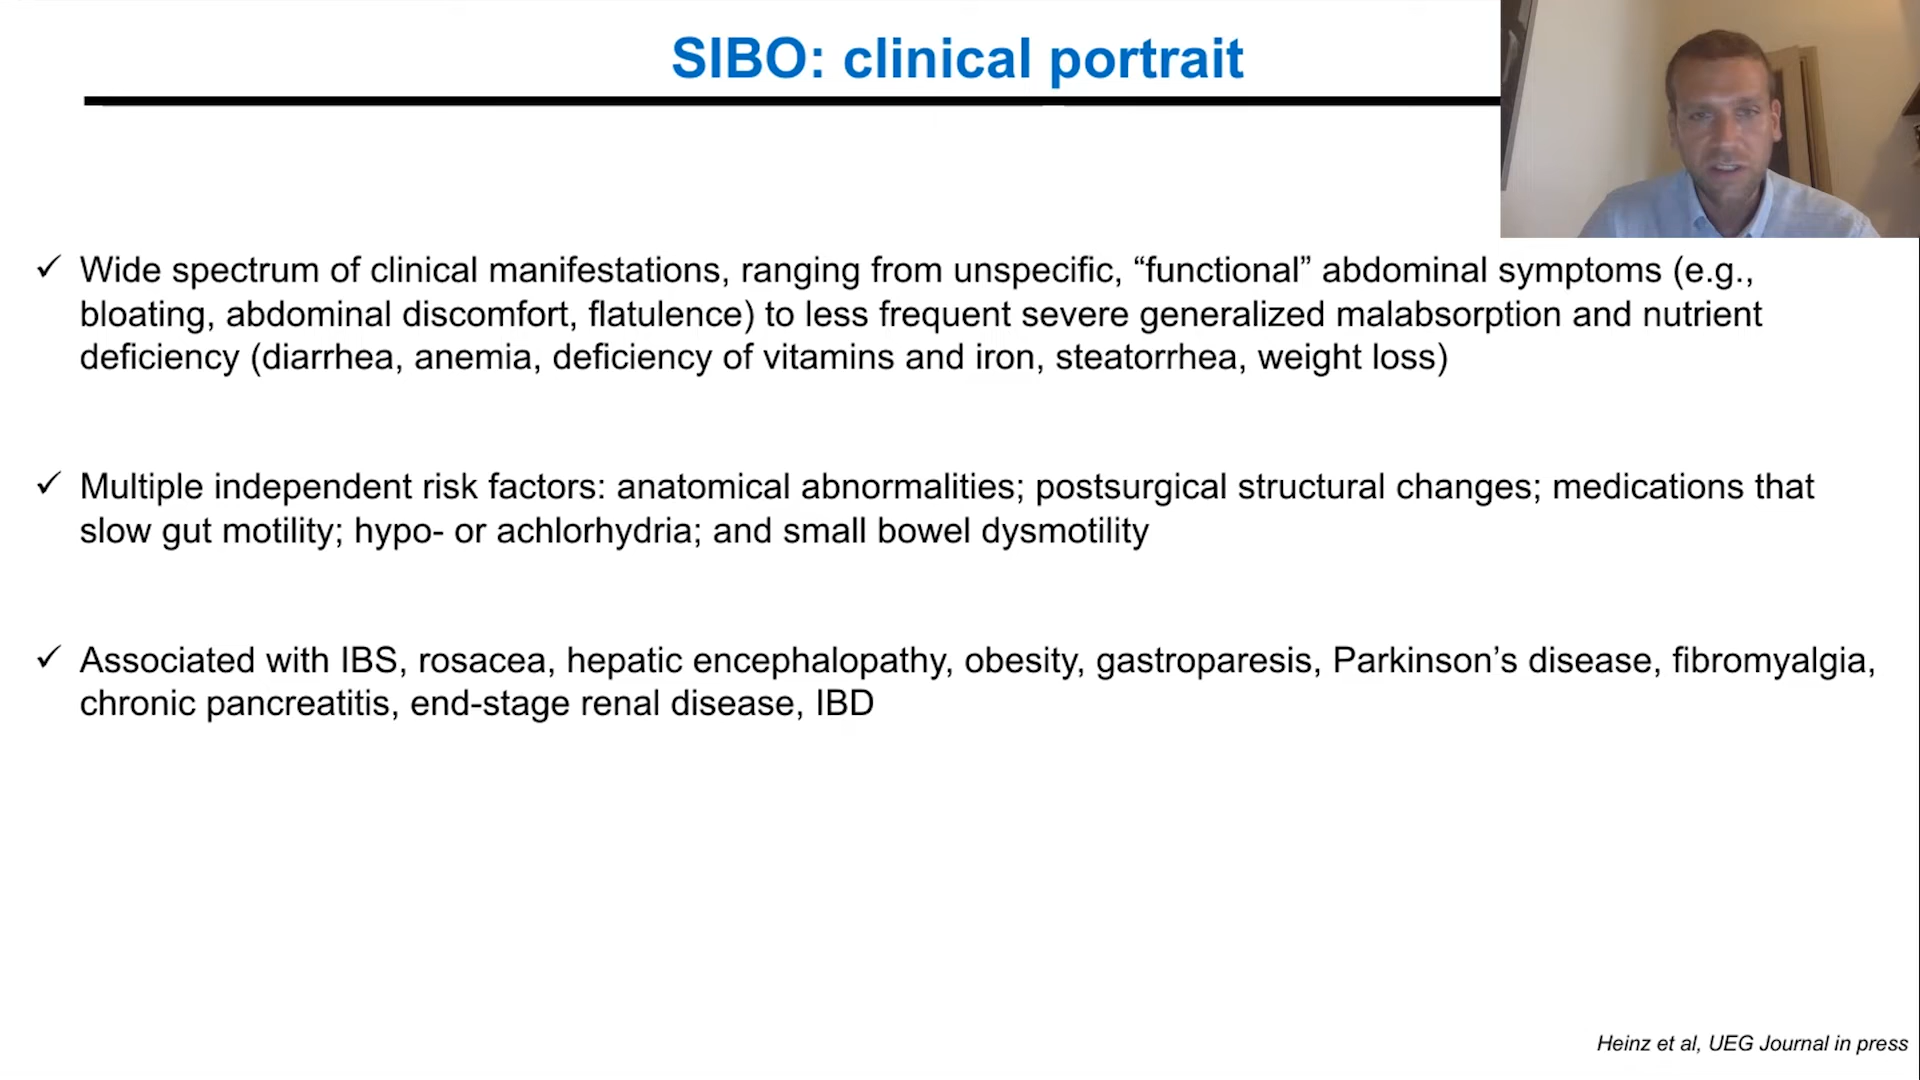 SIBO: clinical portrait
✓ Wide spectrum of clinical manifestations, ranging from unspecific, “functional” abdominal symptoms (e.g.,
bloating, abdominal discomfort, flatulence) to less frequent severe generalized malabsorption and nutrient
deficiency (diarrhea, anemia, deficiency of vitamins and iron, steatorrhea, weight loss)
✓ Multiple independent risk factors: anatomical abnormalities; postsurgical structural changes; medications that
slow gut motility; hypo- or achlorhydria; and small bowel dysmotility
✓ Associated with IBS, rosacea, hepatic encephalopathy, obesity, gastroparesis, Parkinson’s disease, fibromyalgia,
chronic pancreatitis, end-stage renal disease, IBD
Heinz et al, UEG Journal in press